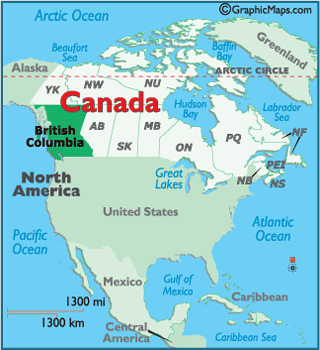 ©GraphicMaps.com
Arctic Ocean
Beaufort
Sea
Baffin
Bay
Greenland
Alaska
ARCTIC CIRCLE
YK
NW
NU
Canada
Hudson
Bay
Labrador
Sea
British
Columbia
AB
SK
MB
ON
PQ
NF
PEI
NB
NS
North
America
Great
Lakes
United States
Pacific
Ocean
Atlantic
Ocean
Mexico
Gulf of
Mexico
Caribbean
1300 mi
1300 km
Central
America
Caribbean Sea